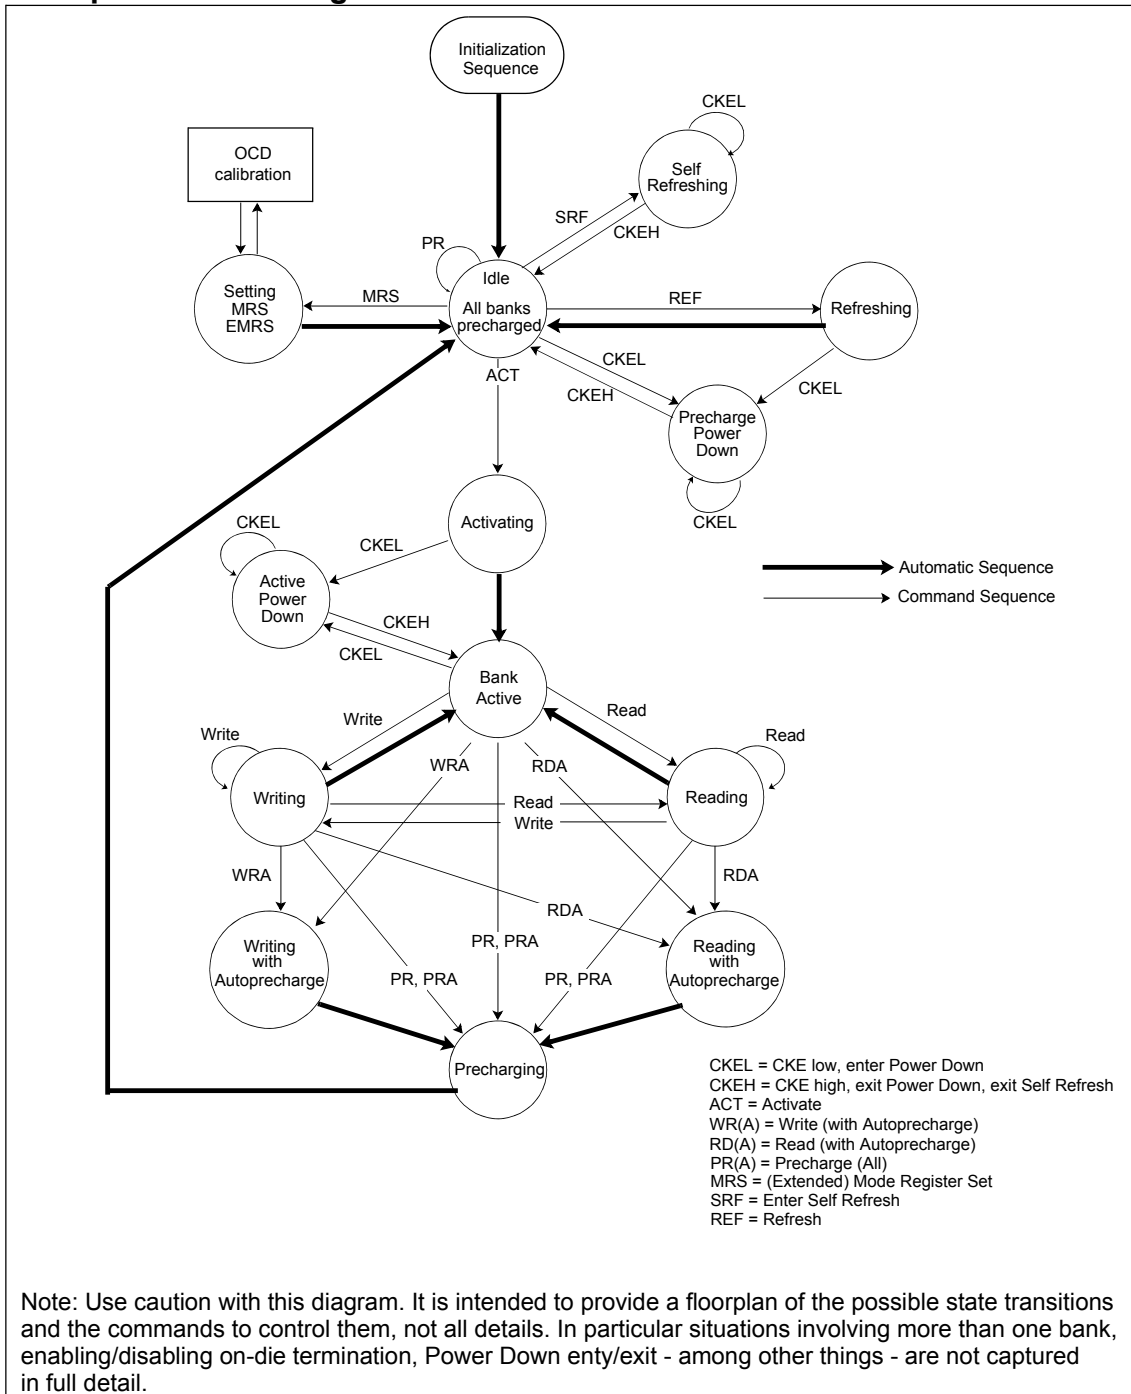 Initialization
Sequence
CKEL
OCD
calibration
Self
Refreshing
SRF
CKEH
PR
Idle
All banks
precharged
Setting
MRS
EMRS
MRS
REF
Refreshing
CKEL
CKEH
CKEL
ACT
Precharge
Power
Down
CKEL
Activating
CKEL
CKEL
Active
Power
Down
Automatic Sequence
Command Sequence
CKEH
CKEL
Bank
Active
Write
Read
Write
Read
WRA
RDA
Writing
Reading
Read
Write
WRA
RDA
RDA
PR, PRA
Writing
with
Autoprecharge
Reading
with
Autoprecharge
PR, PRA
PR, PRA
Precharging
CKEL = CKE low, enter Power Down
CKEH = CKE high, exit Power Down, exit Self Refresh
ACT = Activate
WR(A) = Write (with Autoprecharge)
RD(A) = Read (with Autoprecharge)
PR(A) = Precharge (All)
MRS = (Extended) Mode Register Set
SRF = Enter Self Refresh
REF = Refresh
Note: Use caution with this diagram. It is intended to provide a floorplan of the possible state transitions
and the commands to control them, not all details. In particular situations involving more than one bank,
enabling/disabling on-die termination, Power Down enty/exit - among other things - are not captured
in full detail.